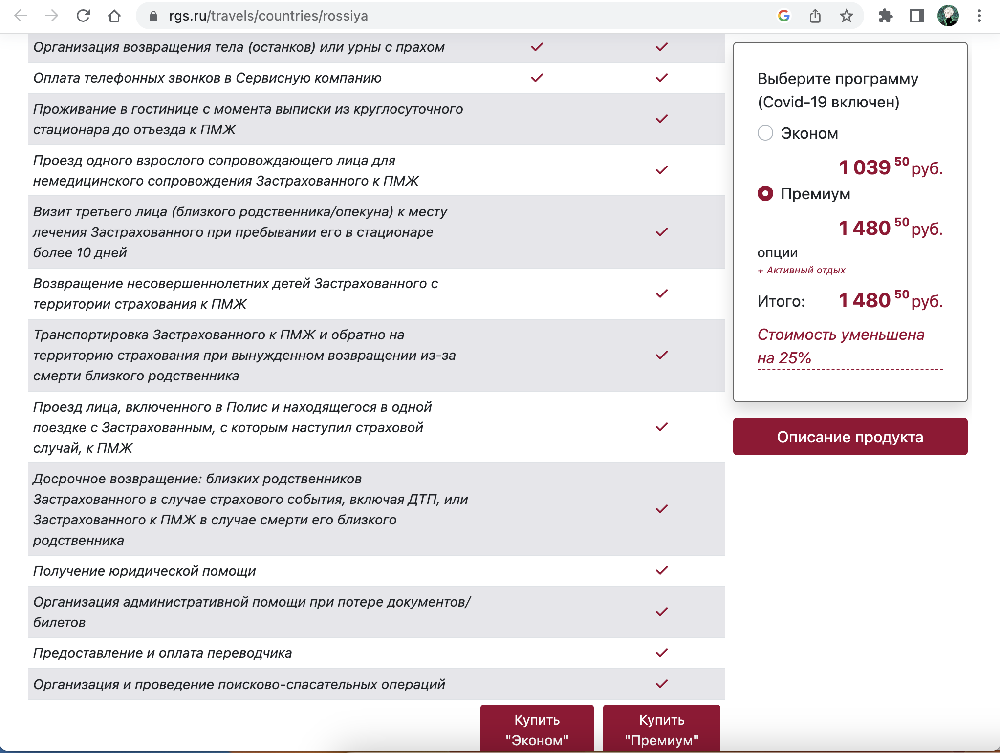 rgs.ru/travels/countries/rossiya
Организация возвращения тела (останков) или урны с прахом
Оплата телефонных звонков в Сервисную компанию
Проживание в гостинице с момента выписки из круглосуточного
стационара до отъезда к ПМЖ
Проезд одного взрослого сопровождающего лица для
немедицинского сопровождения Застрахованного к ПМЖ
Визит третьего лица (близкого родственника/опекуна) к месту
лечения Застрахованного при пребывании его в стационаре
более 10 дней
Возвращение несовершеннолетних детей Застрахованного с
территории страхования к ПМЖ
Транспортировка Застрахованного к ПМЖ и обратно на
территорию страхования при вынужденном возвращении из-за
смерти близкого родственника
Проезд лица, включенного в Полис и находящегося в одной
поездке с Застрахованным, с которым наступил страховой
случай, к ПМЖ
Досрочное возвращение: близких родственников
Застрахованного в случае страхового события, включая ДТП, или
Застрахованного к ПМЖ в случае смерти его близкого
родственника
Получение юридической помощи
Организация административной помощи при потере документов/
билетов
Предоставление и оплата переводчика
Организация и проведение поисково-спасательных операций
Купить
"Эконом"
Купить
"Премиум"
Выберите программу
(Covid-19 включен)
Эконом
1 039 50 руб.
Премиум
1 480 50 руб.
опции
+ Активный отдых
Итого: 1 480 50 руб.
Стоимость уменьшена
на 25%
Описание продукта